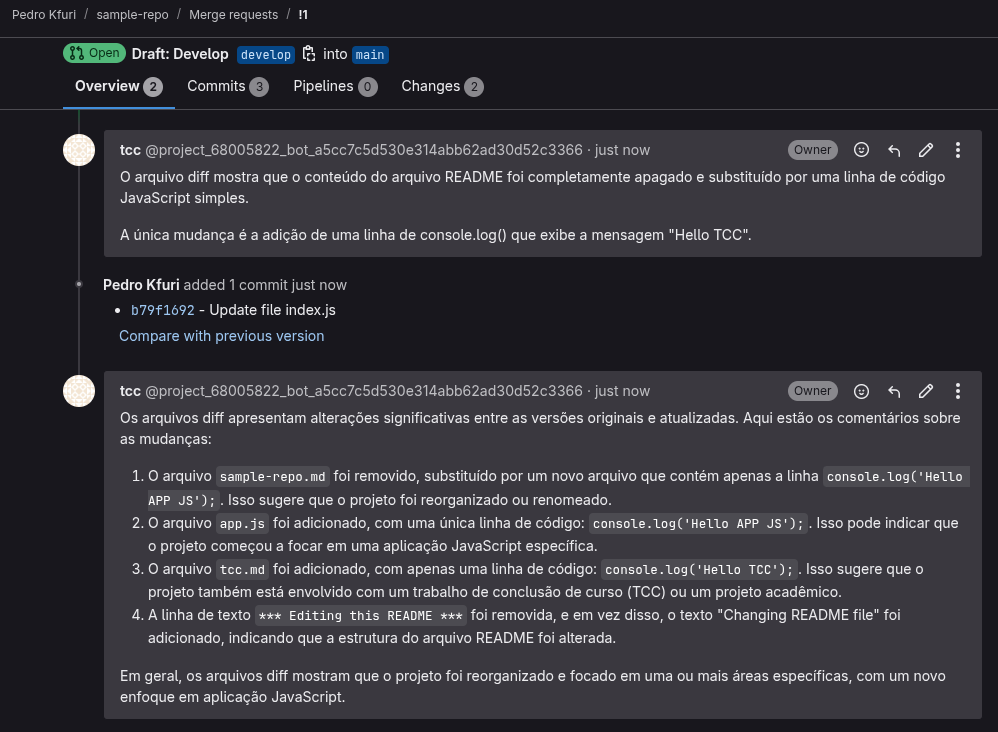 Pedro Kfuri / sample-repo / Merge requests / !1
Open Draft: Develop develop into main
Overview 2 Commits 3 Pipelines 0 Changes 2
tcc @project_68005822_bot_a5cc7c5d530e314abb62ad30d52c3366 · just now Owner
O arquivo diff mostra que o conteúdo do arquivo README foi completamente apagado e substituído por uma linha de código
JavaScript simples.
A única mudança é a adição de uma linha de console.log() que exibe a mensagem "Hello TCC".
Pedro Kfuri added 1 commit just now
• b79f1692 - Update file index.js
Compare with previous version
tcc @project_68005822_bot_a5cc7c5d530e314abb62ad30d52c3366 · just now Owner
Os arquivos diff apresentam alterações significativas entre as versões originais e atualizadas. Aqui estão os comentários sobre
as mudanças:
1. O arquivo sample-repo.md foi removido, substituído por um novo arquivo que contém apenas a linha console.log('Hello
APP JS');. Isso sugere que o projeto foi reorganizado ou renomeado.
2. O arquivo app.js foi adicionado, com uma única linha de código: console.log('Hello APP JS');. Isso pode indicar que
o projeto começou a focar em uma aplicação JavaScript específica.
3. O arquivo tcc.md foi adicionado, com apenas uma linha de código: console.log('Hello TCC');. Isso sugere que o
projeto também está envolvido com um trabalho de conclusão de curso (TCC) ou um projeto acadêmico.
4. A linha de texto *** Editing this README *** foi removida, e em vez disso, o texto "Changing README file" foi
adicionado, indicando que a estrutura do arquivo README foi alterada.
Em geral, os arquivos diff mostram que o projeto foi reorganizado e focado em uma ou mais áreas específicas, com um novo
enfoque em aplicação JavaScript.